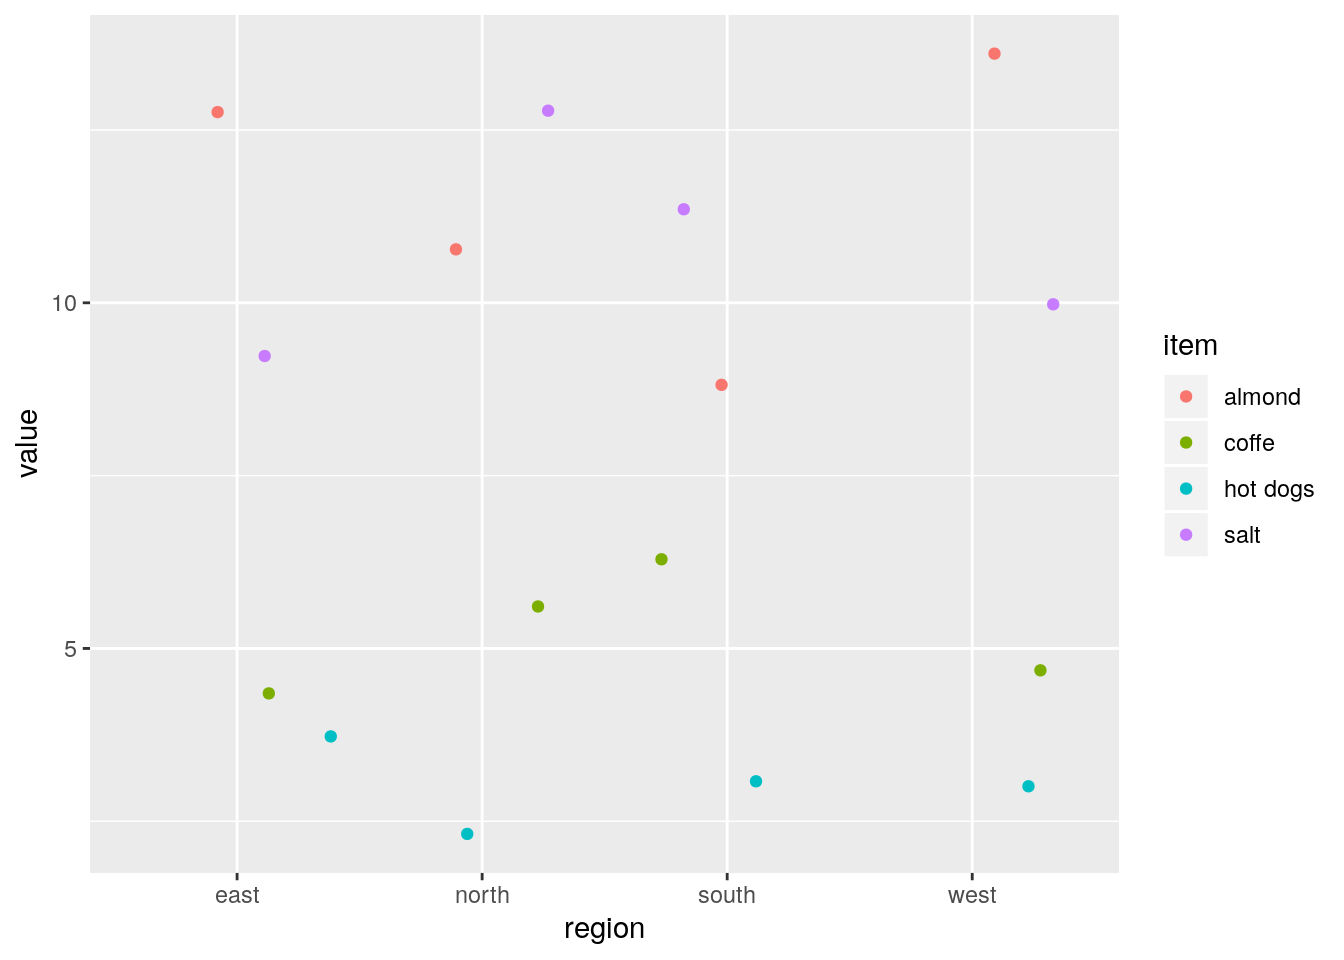 value
10
5
east north south west
region
item
almond
coffe
hot dogs
salt